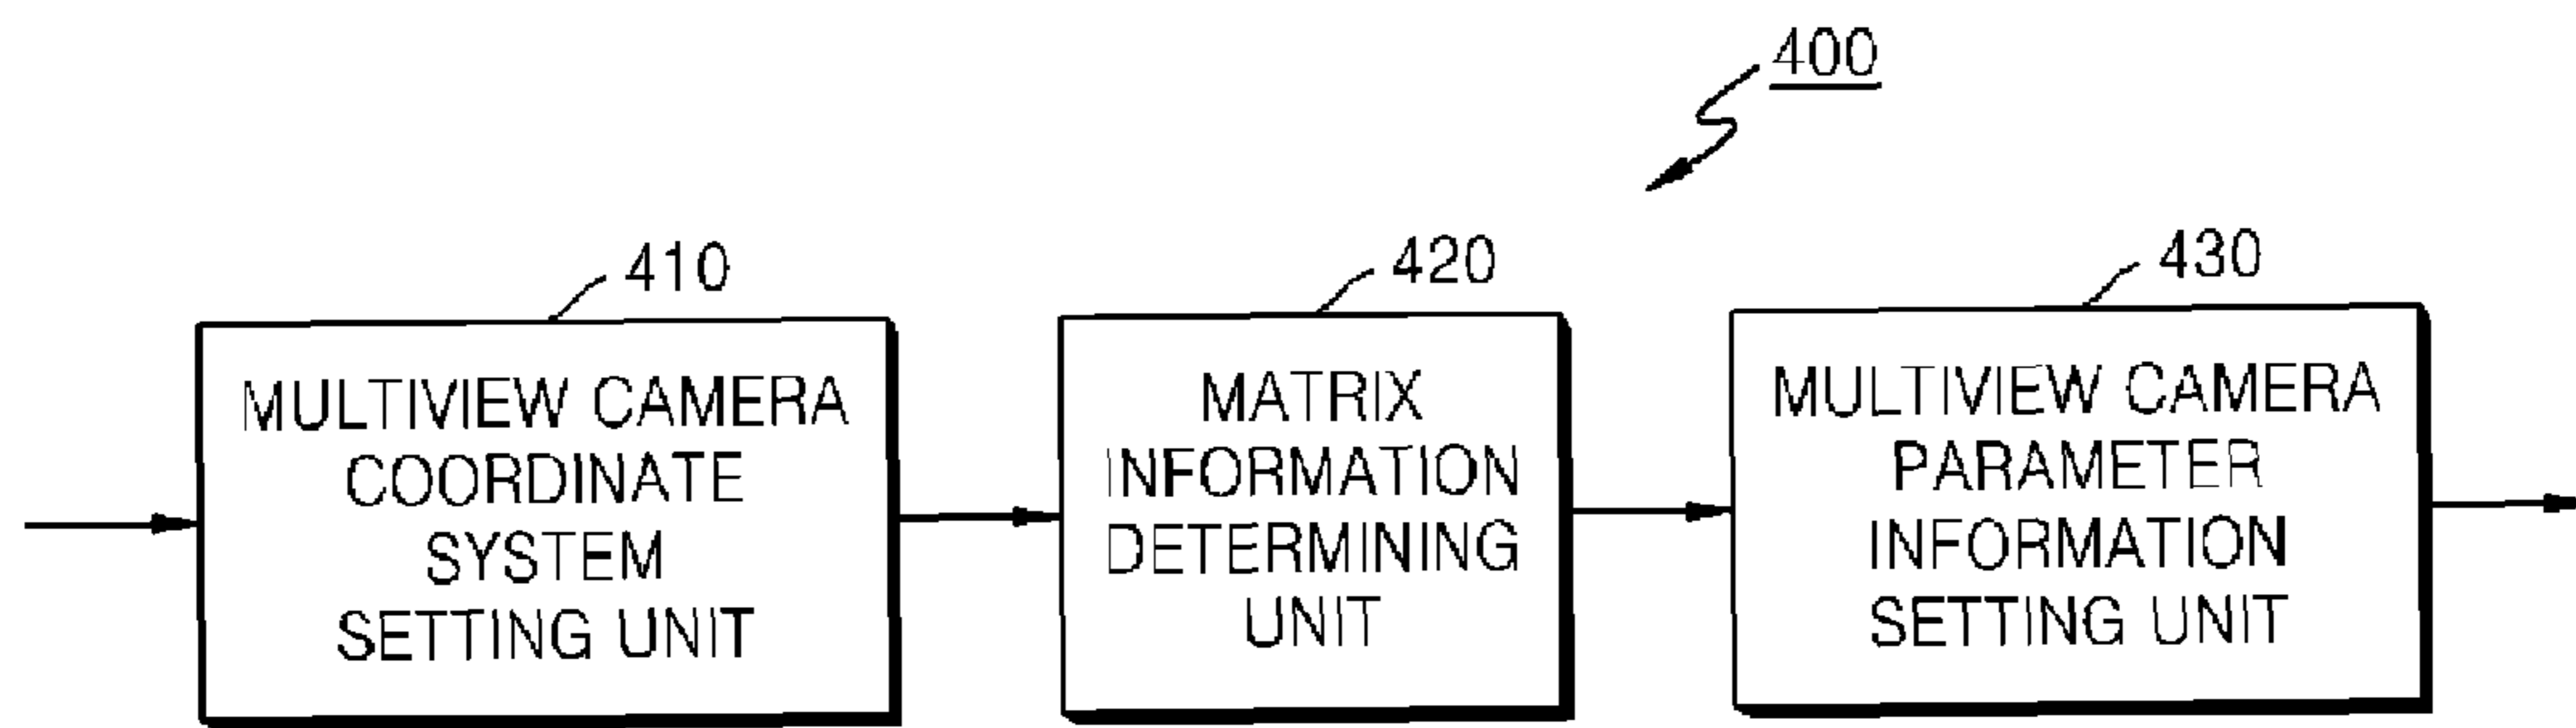 400
410
420
430
MULTIVIEW CAMERA
COORDINATE
SYSTEM
SETTING UNIT
MATRIX
INFORMATION
DETERMINING
UNIT
MULTIVIEW CAMERA
PARAMETER
INFORMATION
SETTING UNIT